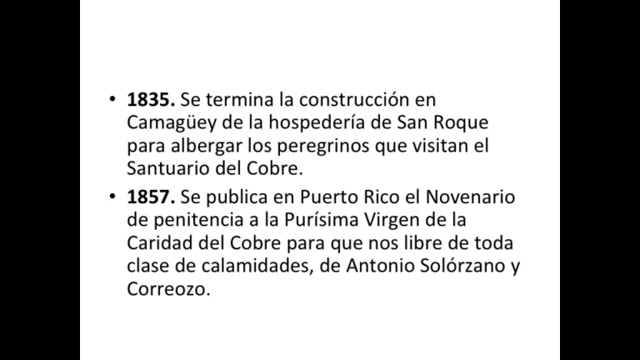 • 1835. Se termina la construcción en
Camagüey de la hospedería de San Roque
para albergar los peregrinos que visitan el
Santuario del Cobre.
• 1857. Se publica en Puerto Rico el Novenario
de penitencia a la Purísima Virgen de la
Caridad del Cobre para que nos libre de toda
clase de calamidades, de Antonio Solórzano y
Correozo.